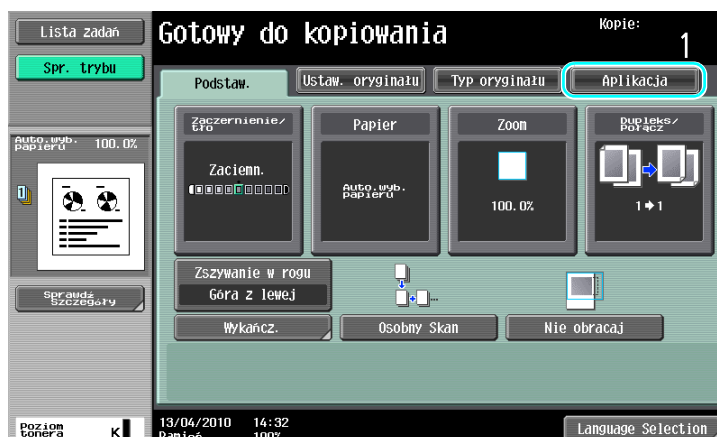 Lista zadań
Gotowy do kopiowania
Kopie:
1
Spr. trybu
Podstaw.
Ustaw. oryginału
Typ oryginału
Aplikacja
Auto.wyb. papieru
100.0%
1
Zaczernienie/
tło
Papier
Zoom
Dupleks/
Połącz
Zaciemn.
Auto.wyb.
papieru
100.0%
1 ➔ 1
Sprawdź
Szczegóły
Zszywanie w rogu
Góra z lewej
Wykańcz.
Osobny Skan
Nie obracaj
Poziom
tonera
K
13/04/2010 14:32
Pamięć 100%
Language Selection